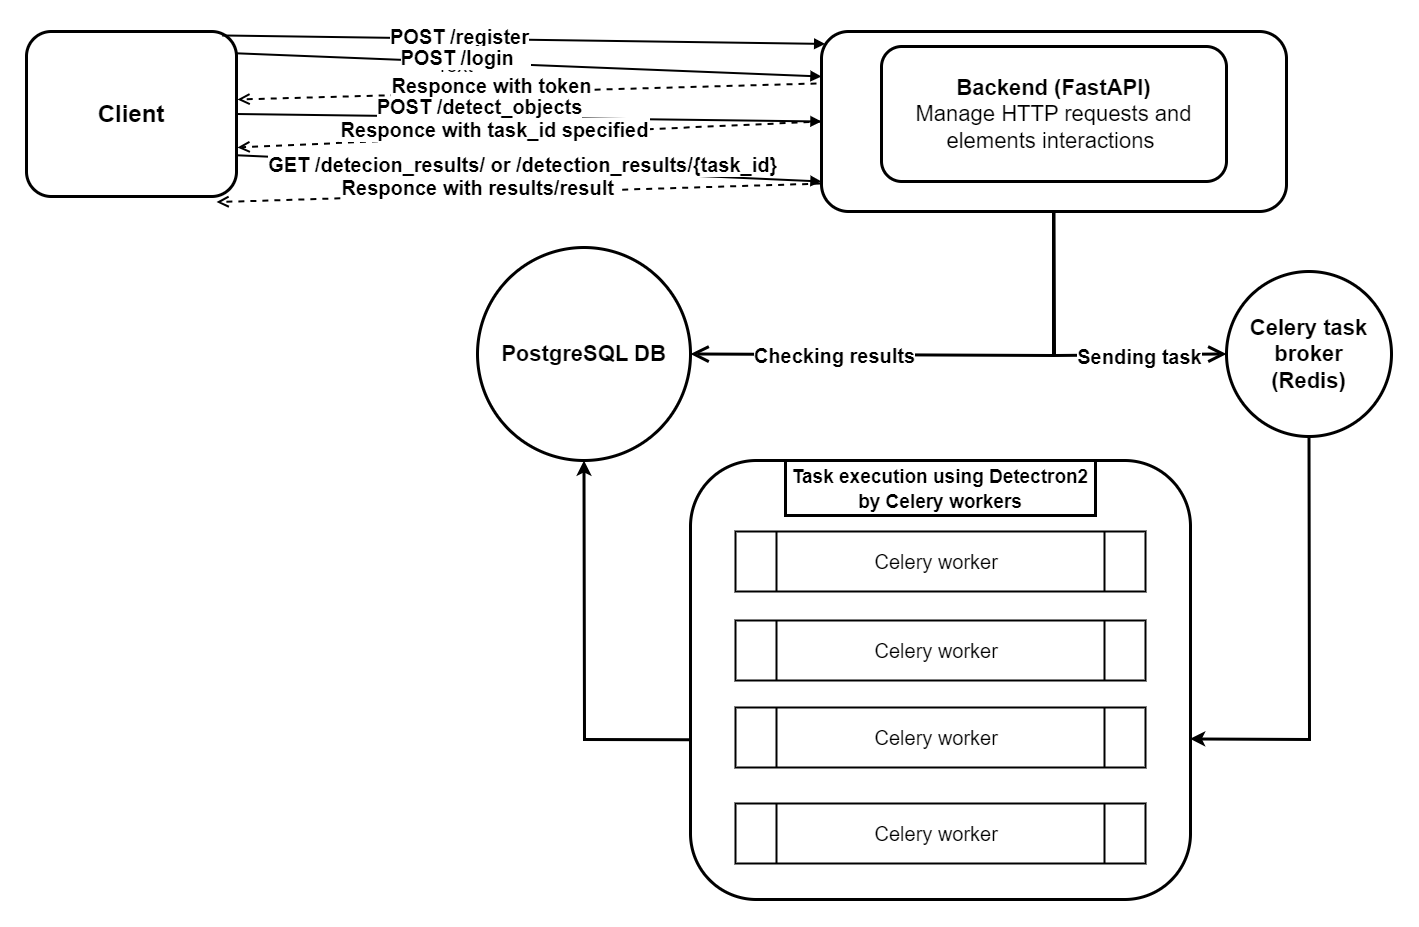 POST /register
POST /login
Responce with token
POST /detect_objects
Responce with task_id specified
GET /detecion_results/ or /detection_results/{task_id}
Responce with results/result
Client
Backend (FastAPI)
Manage HTTP requests and
elements interactions
PostgreSQL DB
Checking results
Sending task
Celery task
broker
(Redis)
Task execution using Detectron2
by Celery workers
Celery worker
Celery worker
Celery worker
Celery worker